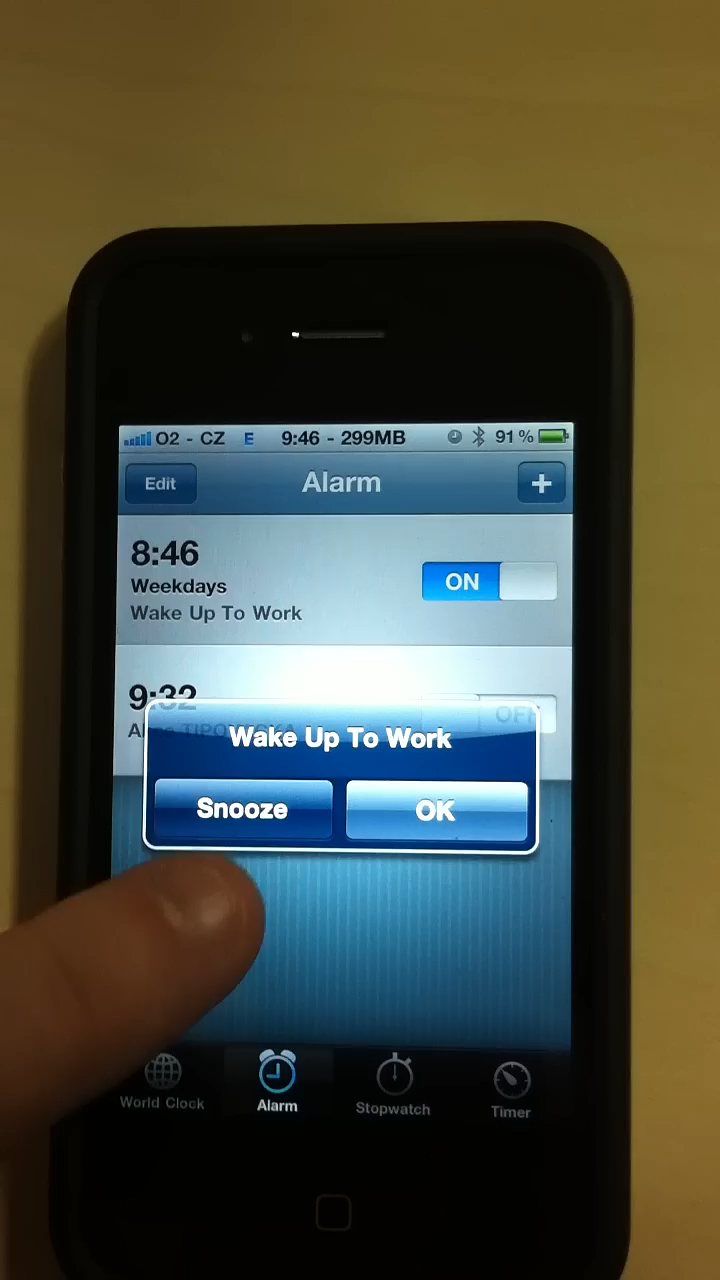 O2 - CZ E 9:46 - 299MB 91 %
Edit Alarm +
8:46
Weekdays
Wake Up To Work
ON
9:32
OFF
Wake Up To Work
Snooze OK
World Clock Alarm Stopwatch Timer